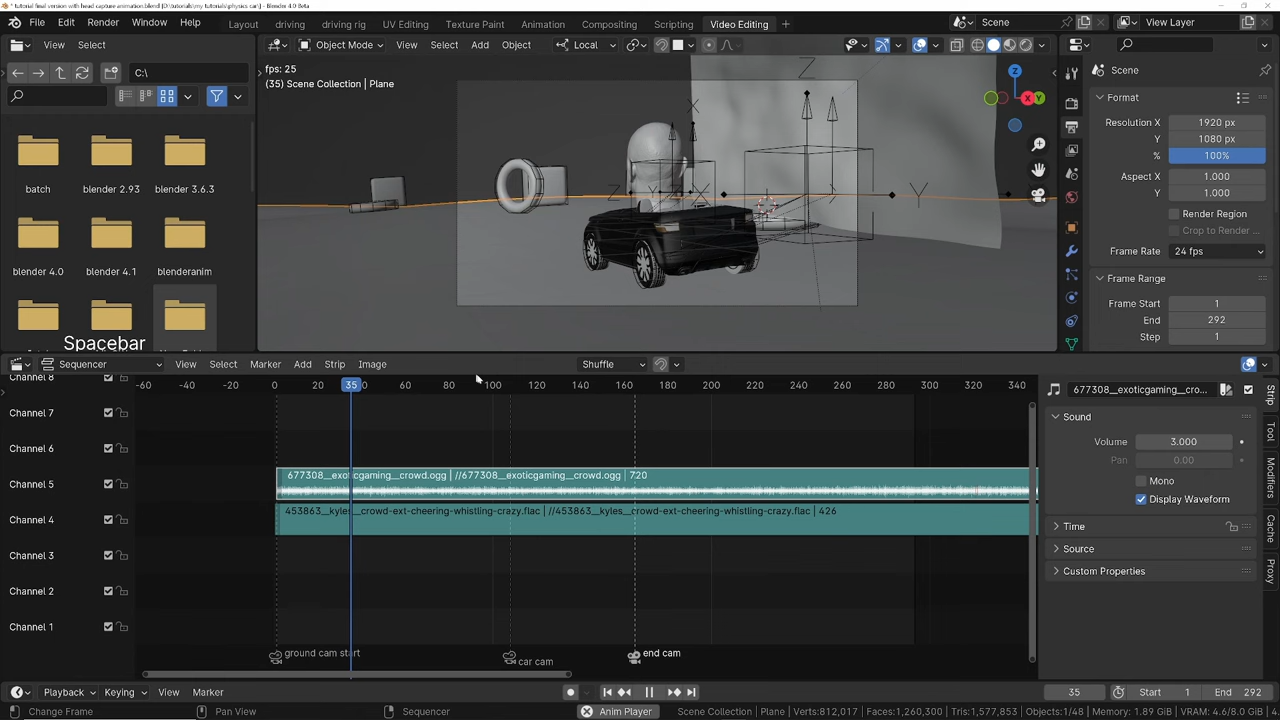 * tutorial final version with head capture animation.blend [D:\tutorials\my tutorial\physics car\] - Blender 4.0 Beta
File Edit Render Window Help Layout driving driving rig UV Editing Texture Paint Animation Compositing Scripting Video Editing + Scene View Layer
View Select Object Mode View Select Add Object Local
C:\ Scene
fps: 25
(35) Scene Collection | Plane
Format
Resolution X 1920 px
Y 1080 px
% 100%
Aspect X 1.000
Y 1.000
batch blender 2.93 blender 3.6.3
Render Region
Crop to Render ...
Frame Rate 24 fps
blender 4.0 blender 4.1 blenderanim
Frame Range
Frame Start 1
End 292
Step 1
Spacebar
Z
X
Y
Sequencer View Select Marker Add Strip Image Shuffle
-60 -40 -20 0 20 35 60 80 100 120 140 160 180 200 220 240 260 280 300 320 340
Channel 8
Channel 7
Channel 6
Channel 5
Channel 4
Channel 3
Channel 2
Channel 1
677308__exoticgaming__crowd.ogg | //677308__exoticgaming__crowd.ogg | 720
453863__kyles__crowd-ext-cheering-whistling-crazy.flac | //453863__kyles__crowd-ext-cheering-whistling-crazy.flac | 426
ground cam start
car cam
end cam
677308__exoticgaming__cro...
Sound
Volume 3.000
Pan 0.00
Mono
Display Waveform
Time
Source
Custom Properties
Strip
Tool
Modifiers
Cache
Proxy
Playback Keying View Marker 35 Start 1 End 292
Change Frame Pan View Sequencer Anim Player Scene Collection | Plane Verts:812,017 Faces:1,260,300 Tris:1,577,853 Objects:1/48 Memory: 1.89 GiB VRAM: 4.6/8.0 GiB